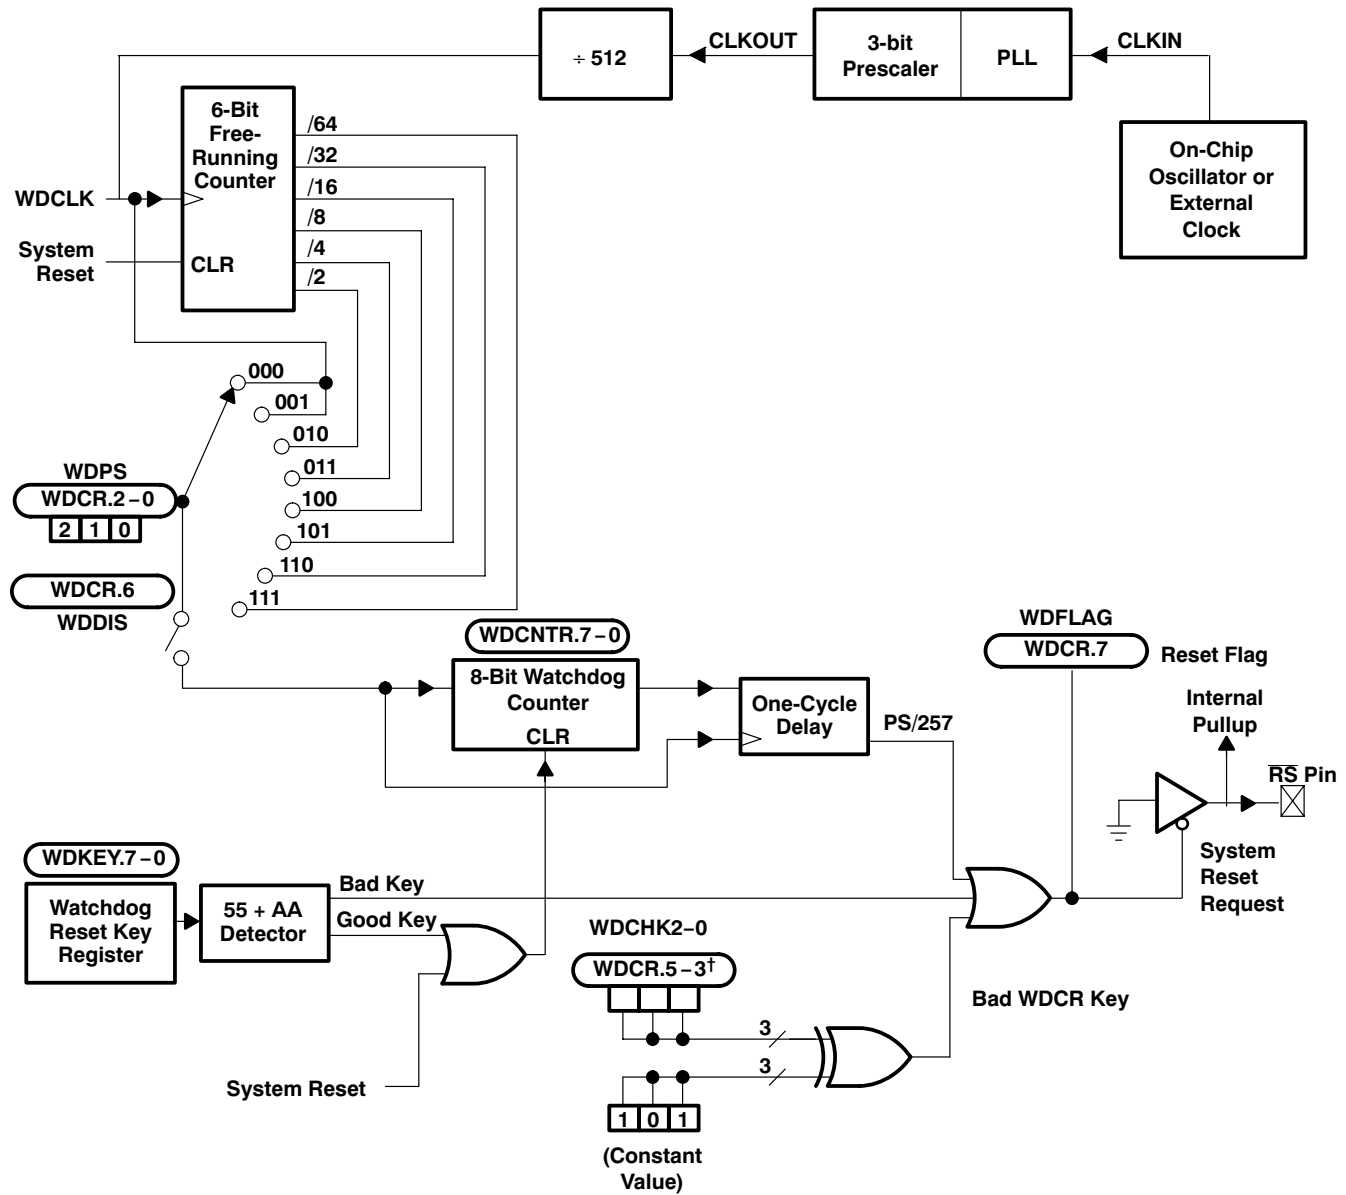 ÷ 512
CLKOUT
3-bit
Prescaler
PLL
CLKIN
On-Chip
Oscillator or
External
Clock
6-Bit
Free-
Running
Counter
CLR
/64
/32
/16
/8
/4
/2
WDCLK
System
Reset
000
001
010
011
100
101
110
111
WDPS
WDCR.2–0
2 1 0
WDCR.6
WDDIS
WDCNTR.7–0
8-Bit Watchdog
Counter
CLR
One-Cycle
Delay
PS/257
WDFLAG
WDCR.7
Reset Flag
Internal
Pullup
R̅S̅ Pin
System
Reset
Request
WDKEY.7–0
Watchdog
Reset Key
Register
55 + AA
Detector
Bad Key
Good Key
System Reset
WDCHK2–0
WDCR.5–3†
3
3
Bad WDCR Key
1 0 1
(Constant
Value)